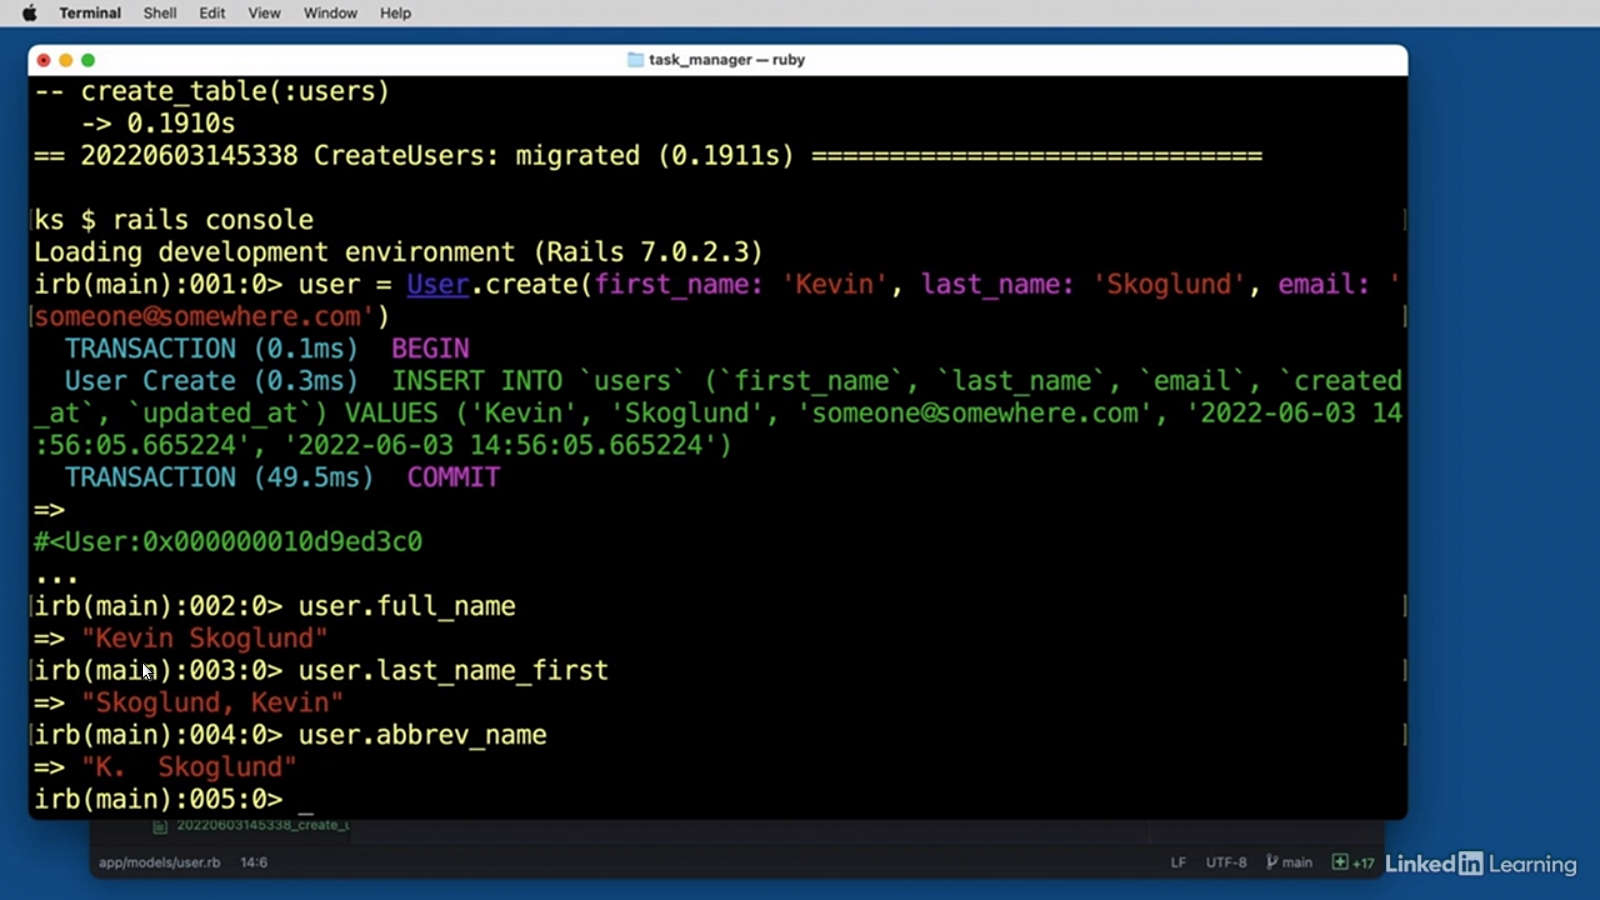 Terminal Shell Edit View Window Help
task_manager — ruby
-- create_table(:users)
-> 0.1910s
== 20220603145338 CreateUsers: migrated (0.1911s) =============================
ks $ rails console
Loading development environment (Rails 7.0.2.3)
irb(main):001:0> user = User.create(first_name: 'Kevin', last_name: 'Skoglund', email: '
someone@somewhere.com')
TRANSACTION (0.1ms)  BEGIN
User Create (0.3ms)  INSERT INTO `users` (`first_name`, `last_name`, `email`, `created
_at`, `updated_at`) VALUES ('Kevin', 'Skoglund', 'someone@somewhere.com', '2022-06-03 14
:56:05.665224', '2022-06-03 14:56:05.665224')
TRANSACTION (49.5ms)  COMMIT
=>
#<User:0x000000010d9ed3c0
...
irb(main):002:0> user.full_name
=> "Kevin Skoglund"
irb(main):003:0> user.last_name_first
=> "Skoglund, Kevin"
irb(main):004:0> user.abbrev_name
=> "K.  Skoglund"
irb(main):005:0> _
20220603145338_create_u
app/models/user.rb 14:6 LF UTF-8 main +17
LinkedIn Learning